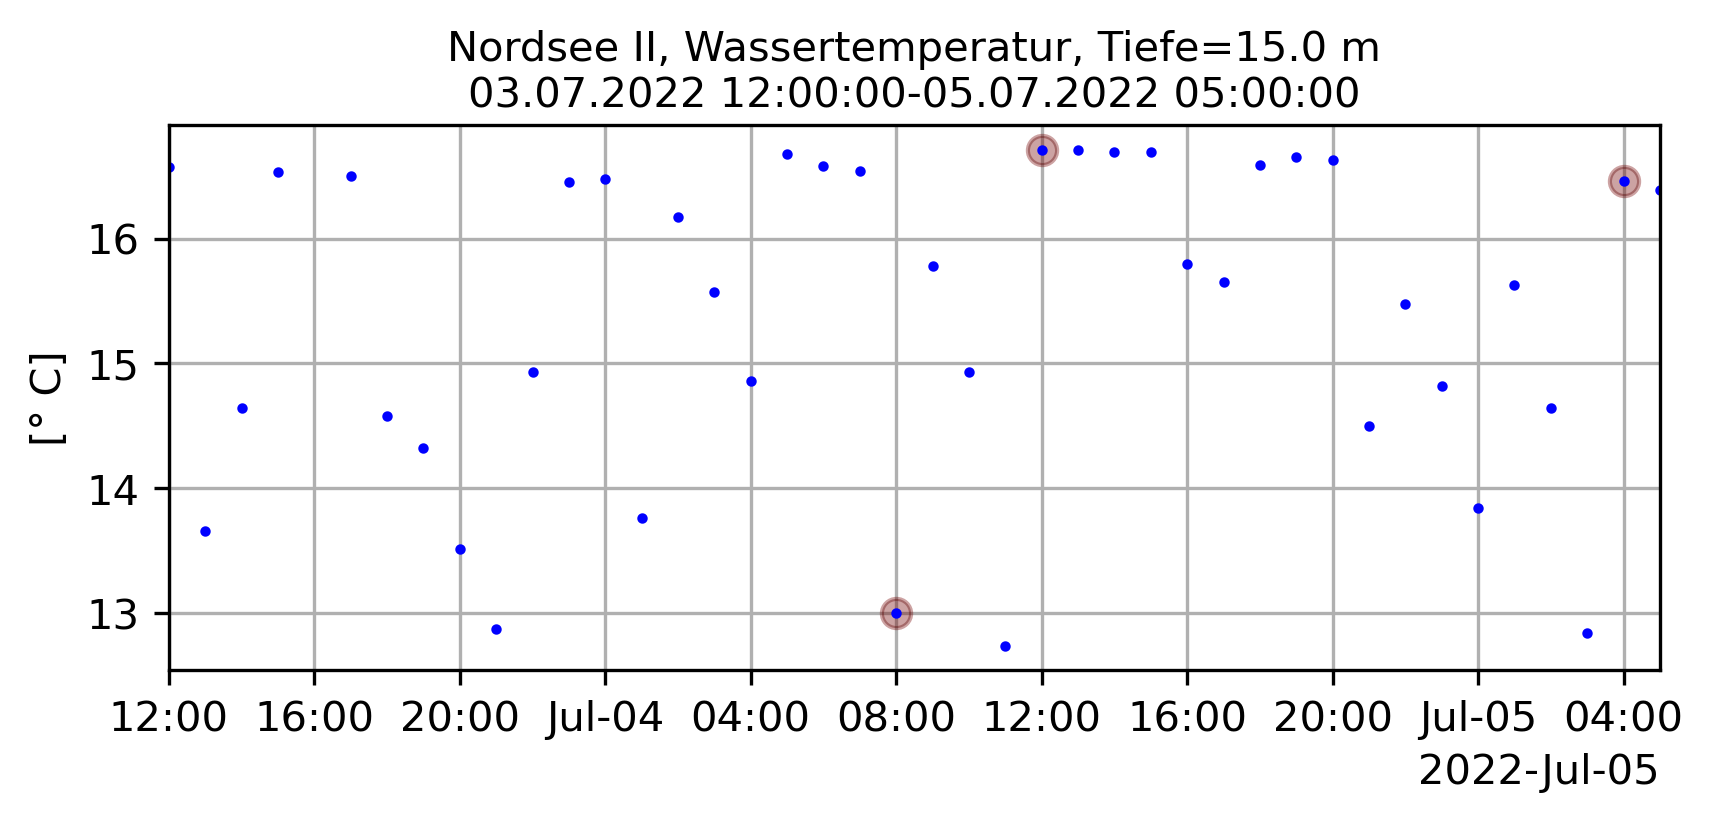 Nordsee II, Wassertemperatur, Tiefe=15.0 m
03.07.2022 12:00:00-05.07.2022 05:00:00
[° C]
16
15
14
13
12:00 16:00 20:00 Jul-04 04:00 08:00 12:00 16:00 20:00 Jul-05 04:00
2022-Jul-05